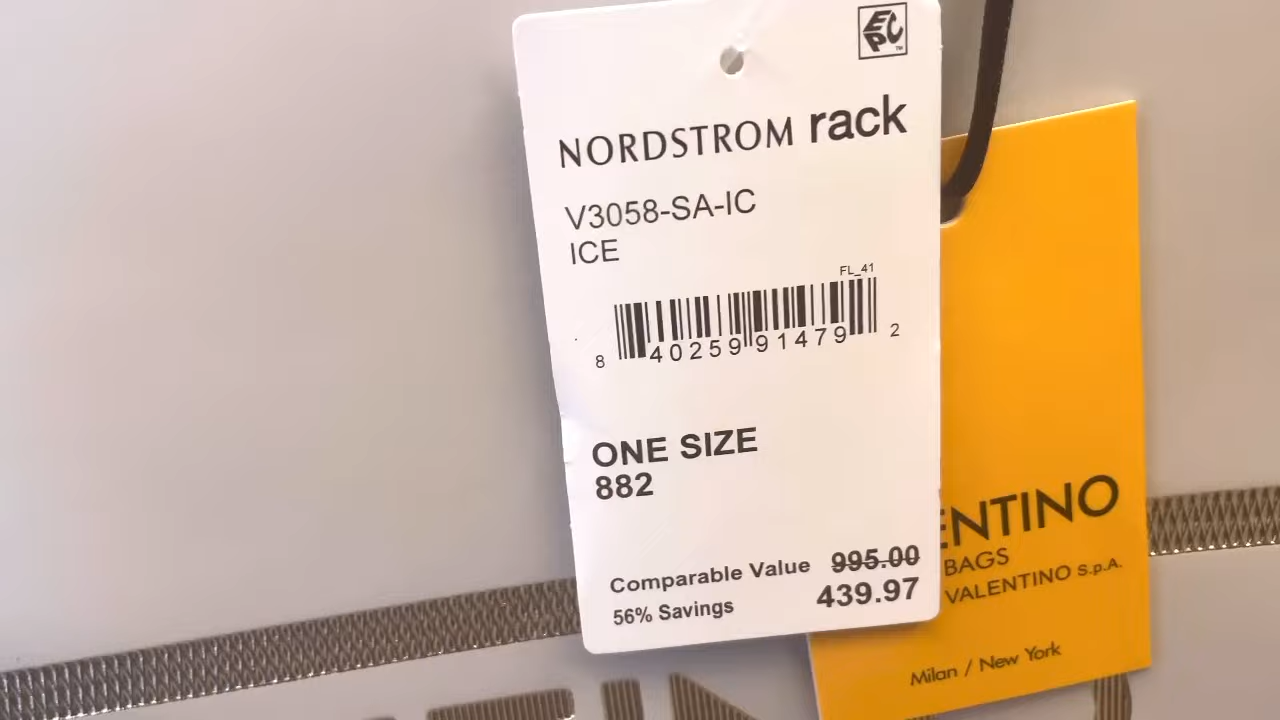 EPC™
NORDSTROM rack
V3058-SA-IC
ICE
FL_41
8 40259 91479 2
ONE SIZE
882
Comparable Value 995.00
56% Savings 439.97
ENTINO
BAGS
VALENTINO S.p.A.
Milan / New York